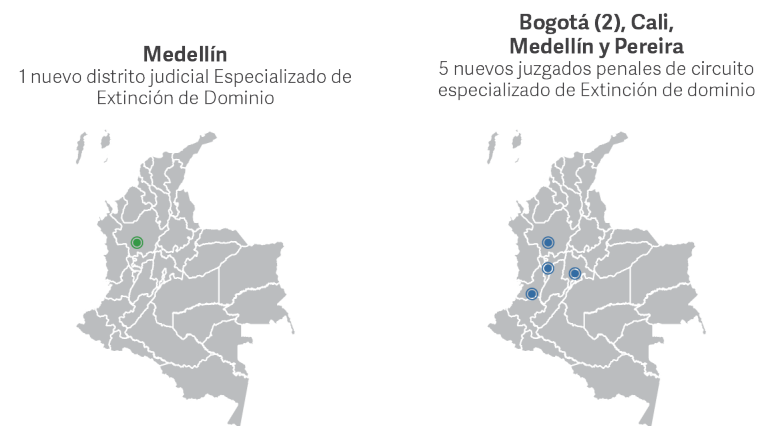 Medellín
1 nuevo distrito judicial Especializado de
Extinción de Dominio
Bogotá (2), Cali,
Medellín y Pereira
5 nuevos juzgados penales de circuito
especializado de Extinción de dominio